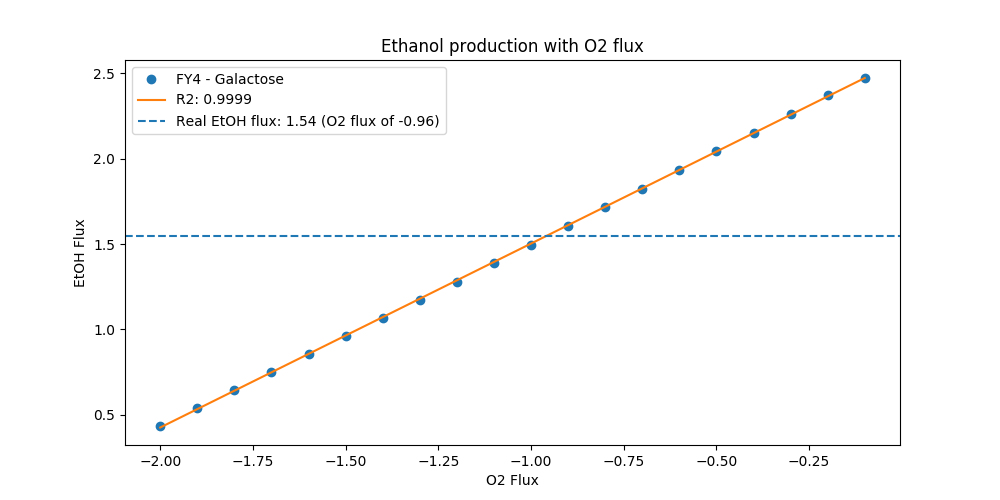 Ethanol production with O2 flux
FY4 - Galactose
R2: 0.9999
Real EtOH flux: 1.54 (O2 flux of -0.96)
EtOH Flux
2.5
2.0
1.5
1.0
0.5
−2.00 −1.75 −1.50 −1.25 −1.00 −0.75 −0.50 −0.25
O2 Flux